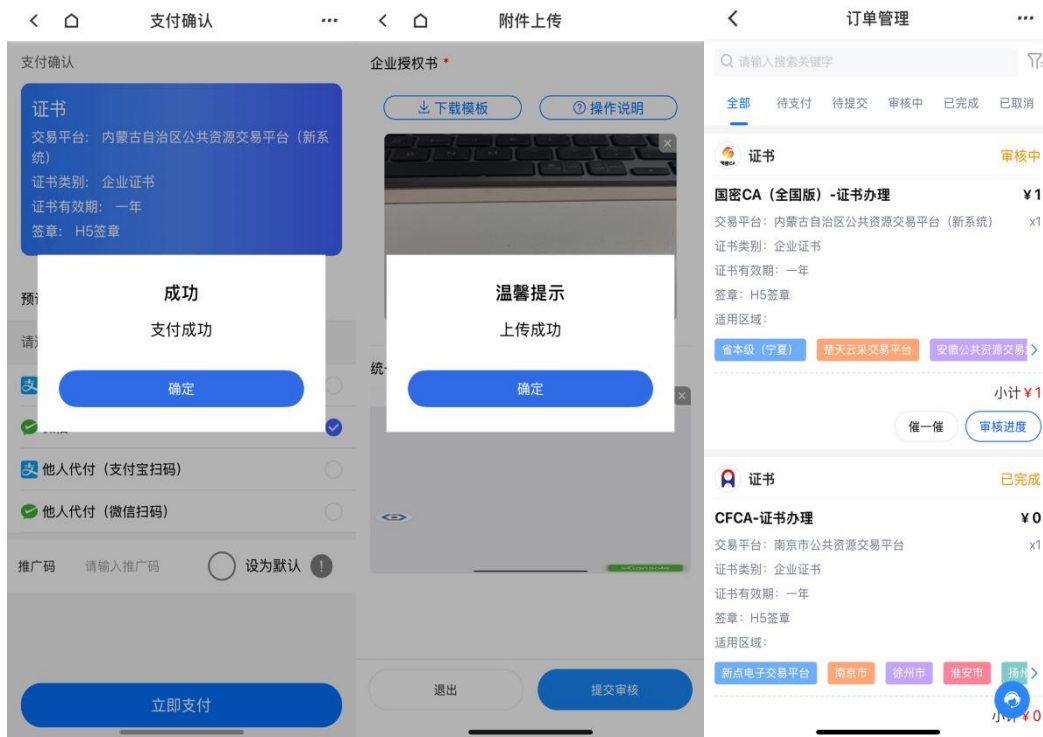 支付确认
支付确认
证书
交易平台： 内蒙古自治区公共资源交易平台（新系
统）
证书类别： 企业证书
证书有效期： 一年
签章： H5签章
成功
支付成功
确定
他人代付（支付宝扫码）
他人代付（微信扫码）
推广码
请输入推广码
设为默认
立即支付
附件上传
企业授权书 *
下载模板
操作说明
温馨提示
上传成功
确定
退出
提交审核
订单管理
请输入搜索关键字
全部 待支付 待提交 审核中 已完成 已取消
证书 审核中
国密CA（全国版）-证书办理 ¥1
交易平台：内蒙古自治区公共资源交易平台（新系统） x1
证书类别：企业证书
证书有效期：一年
签章：H5签章
适用区域：
省本级（宁夏） 楚天云采交易平台 安徽公共资源交易
小计¥1
催一催 审核进度
证书 已完成
CFCA-证书办理 ¥0
交易平台：南京市公共资源交易平台 x1
证书类别：企业证书
证书有效期：一年
签章：H5签章
适用区域：
新点电子交易平台 南京市 徐州市 淮安市 扬州
小计¥0